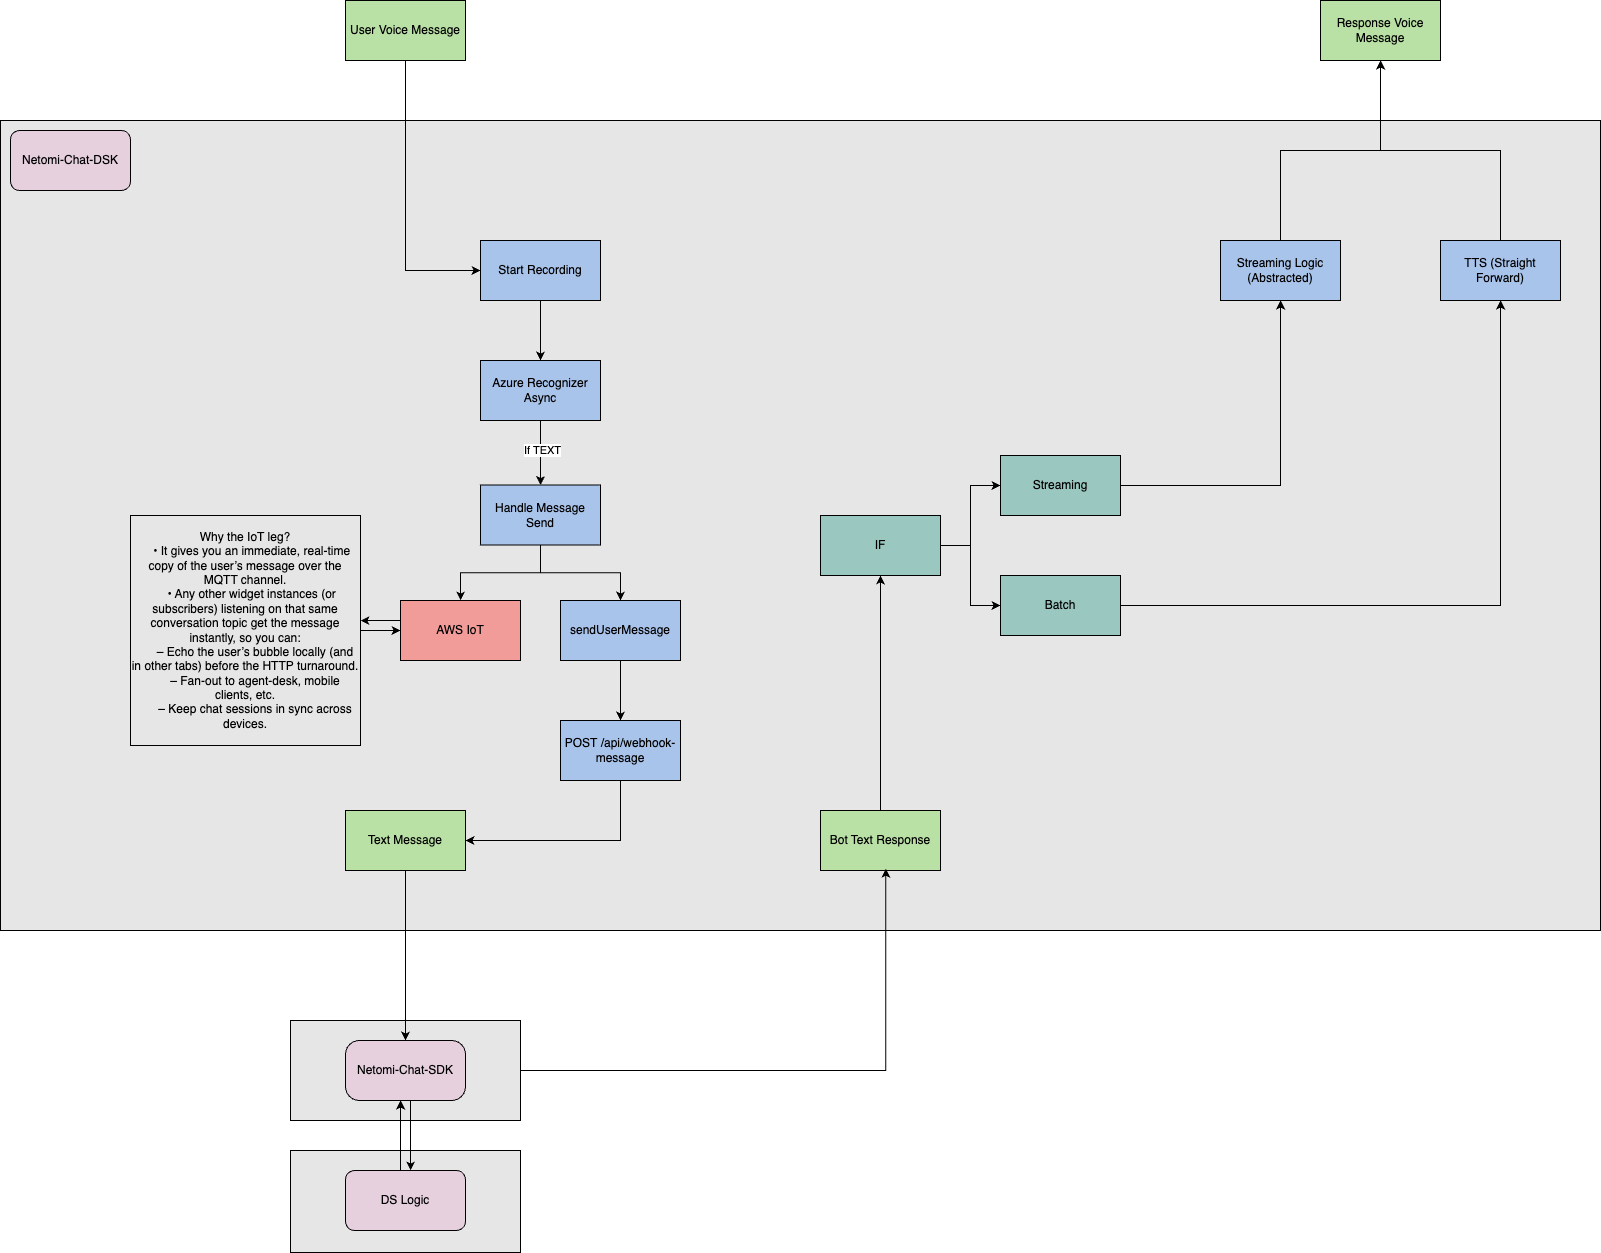 User Voice Message
Response Voice
Message
Netomi-Chat-DSK
Start Recording
Streaming Logic
(Abstracted)
TTS (Straight
Forward)
Azure Recognizer
Async
If TEXT
Handle Message
Send
Streaming
IF
Batch
Why the IoT leg?
• It gives you an immediate, real-time
copy of the user’s message over the
MQTT channel.
• Any other widget instances (or
subscribers) listening on that same
conversation topic get the message
instantly, so you can:
– Echo the user’s bubble locally (and
in other tabs) before the HTTP turnaround.
– Fan-out to agent-desk, mobile
clients, etc.
– Keep chat sessions in sync across
devices.
AWS IoT
sendUserMessage
POST /api/webhook-
message
Text Message
Bot Text Response
Netomi-Chat-SDK
DS Logic